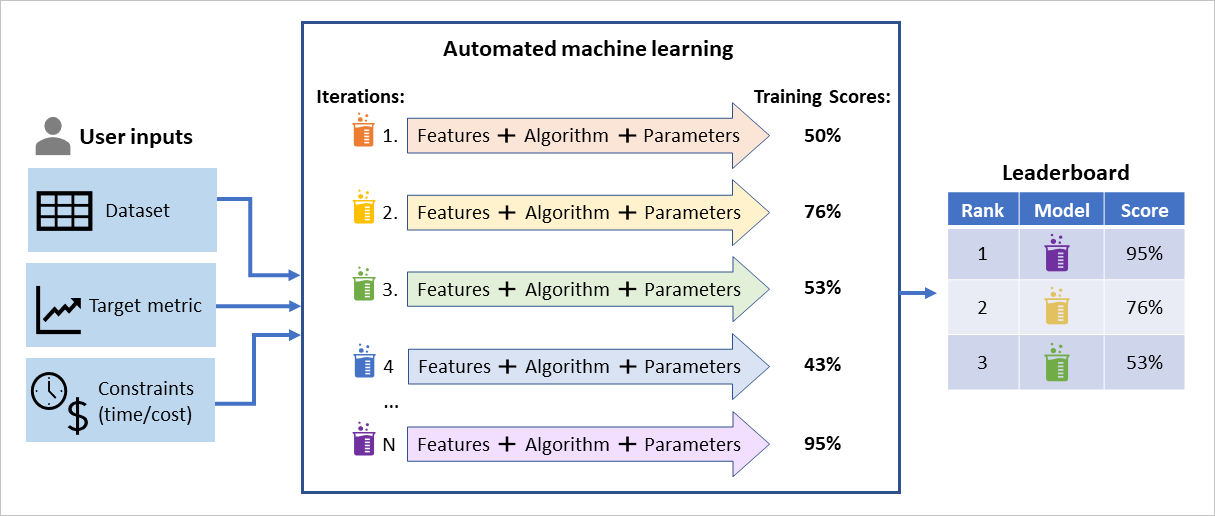 Automated machine learning
User inputs
Dataset
Target metric
Constraints
(time/cost)
Iterations:
Training Scores:
1. Features + Algorithm + Parameters 50%
2. Features + Algorithm + Parameters 76%
3. Features + Algorithm + Parameters 53%
4 Features + Algorithm + Parameters 43%
...
N Features + Algorithm + Parameters 95%
Leaderboard
Rank Model Score
1 95%
2 76%
3 53%